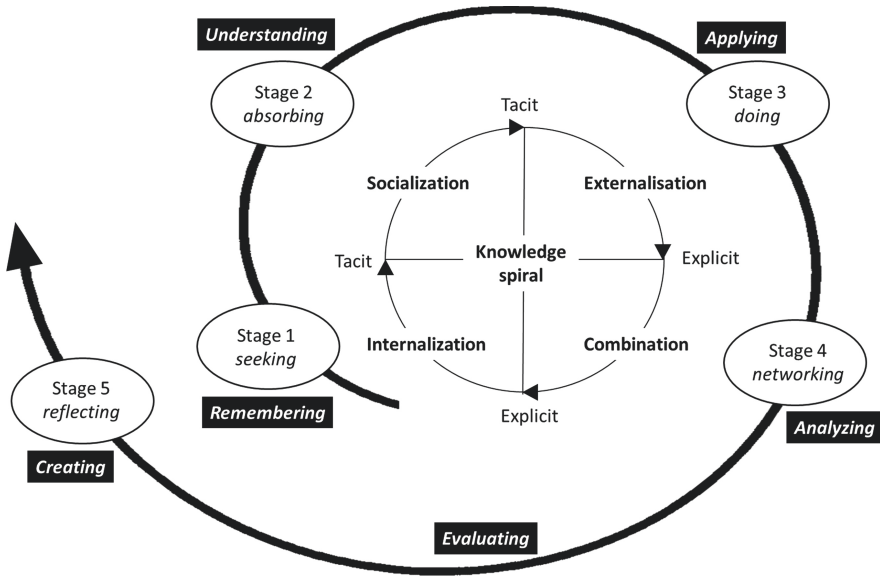 Understanding
Applying
Stage 2
absorbing
Stage 3
doing
Tacit
Socialization
Externalisation
Tacit
Knowledge
spiral
Explicit
Stage 1
seeking
Internalization
Combination
Stage 4
networking
Stage 5
reflecting
Remembering
Explicit
Analyzing
Creating
Evaluating